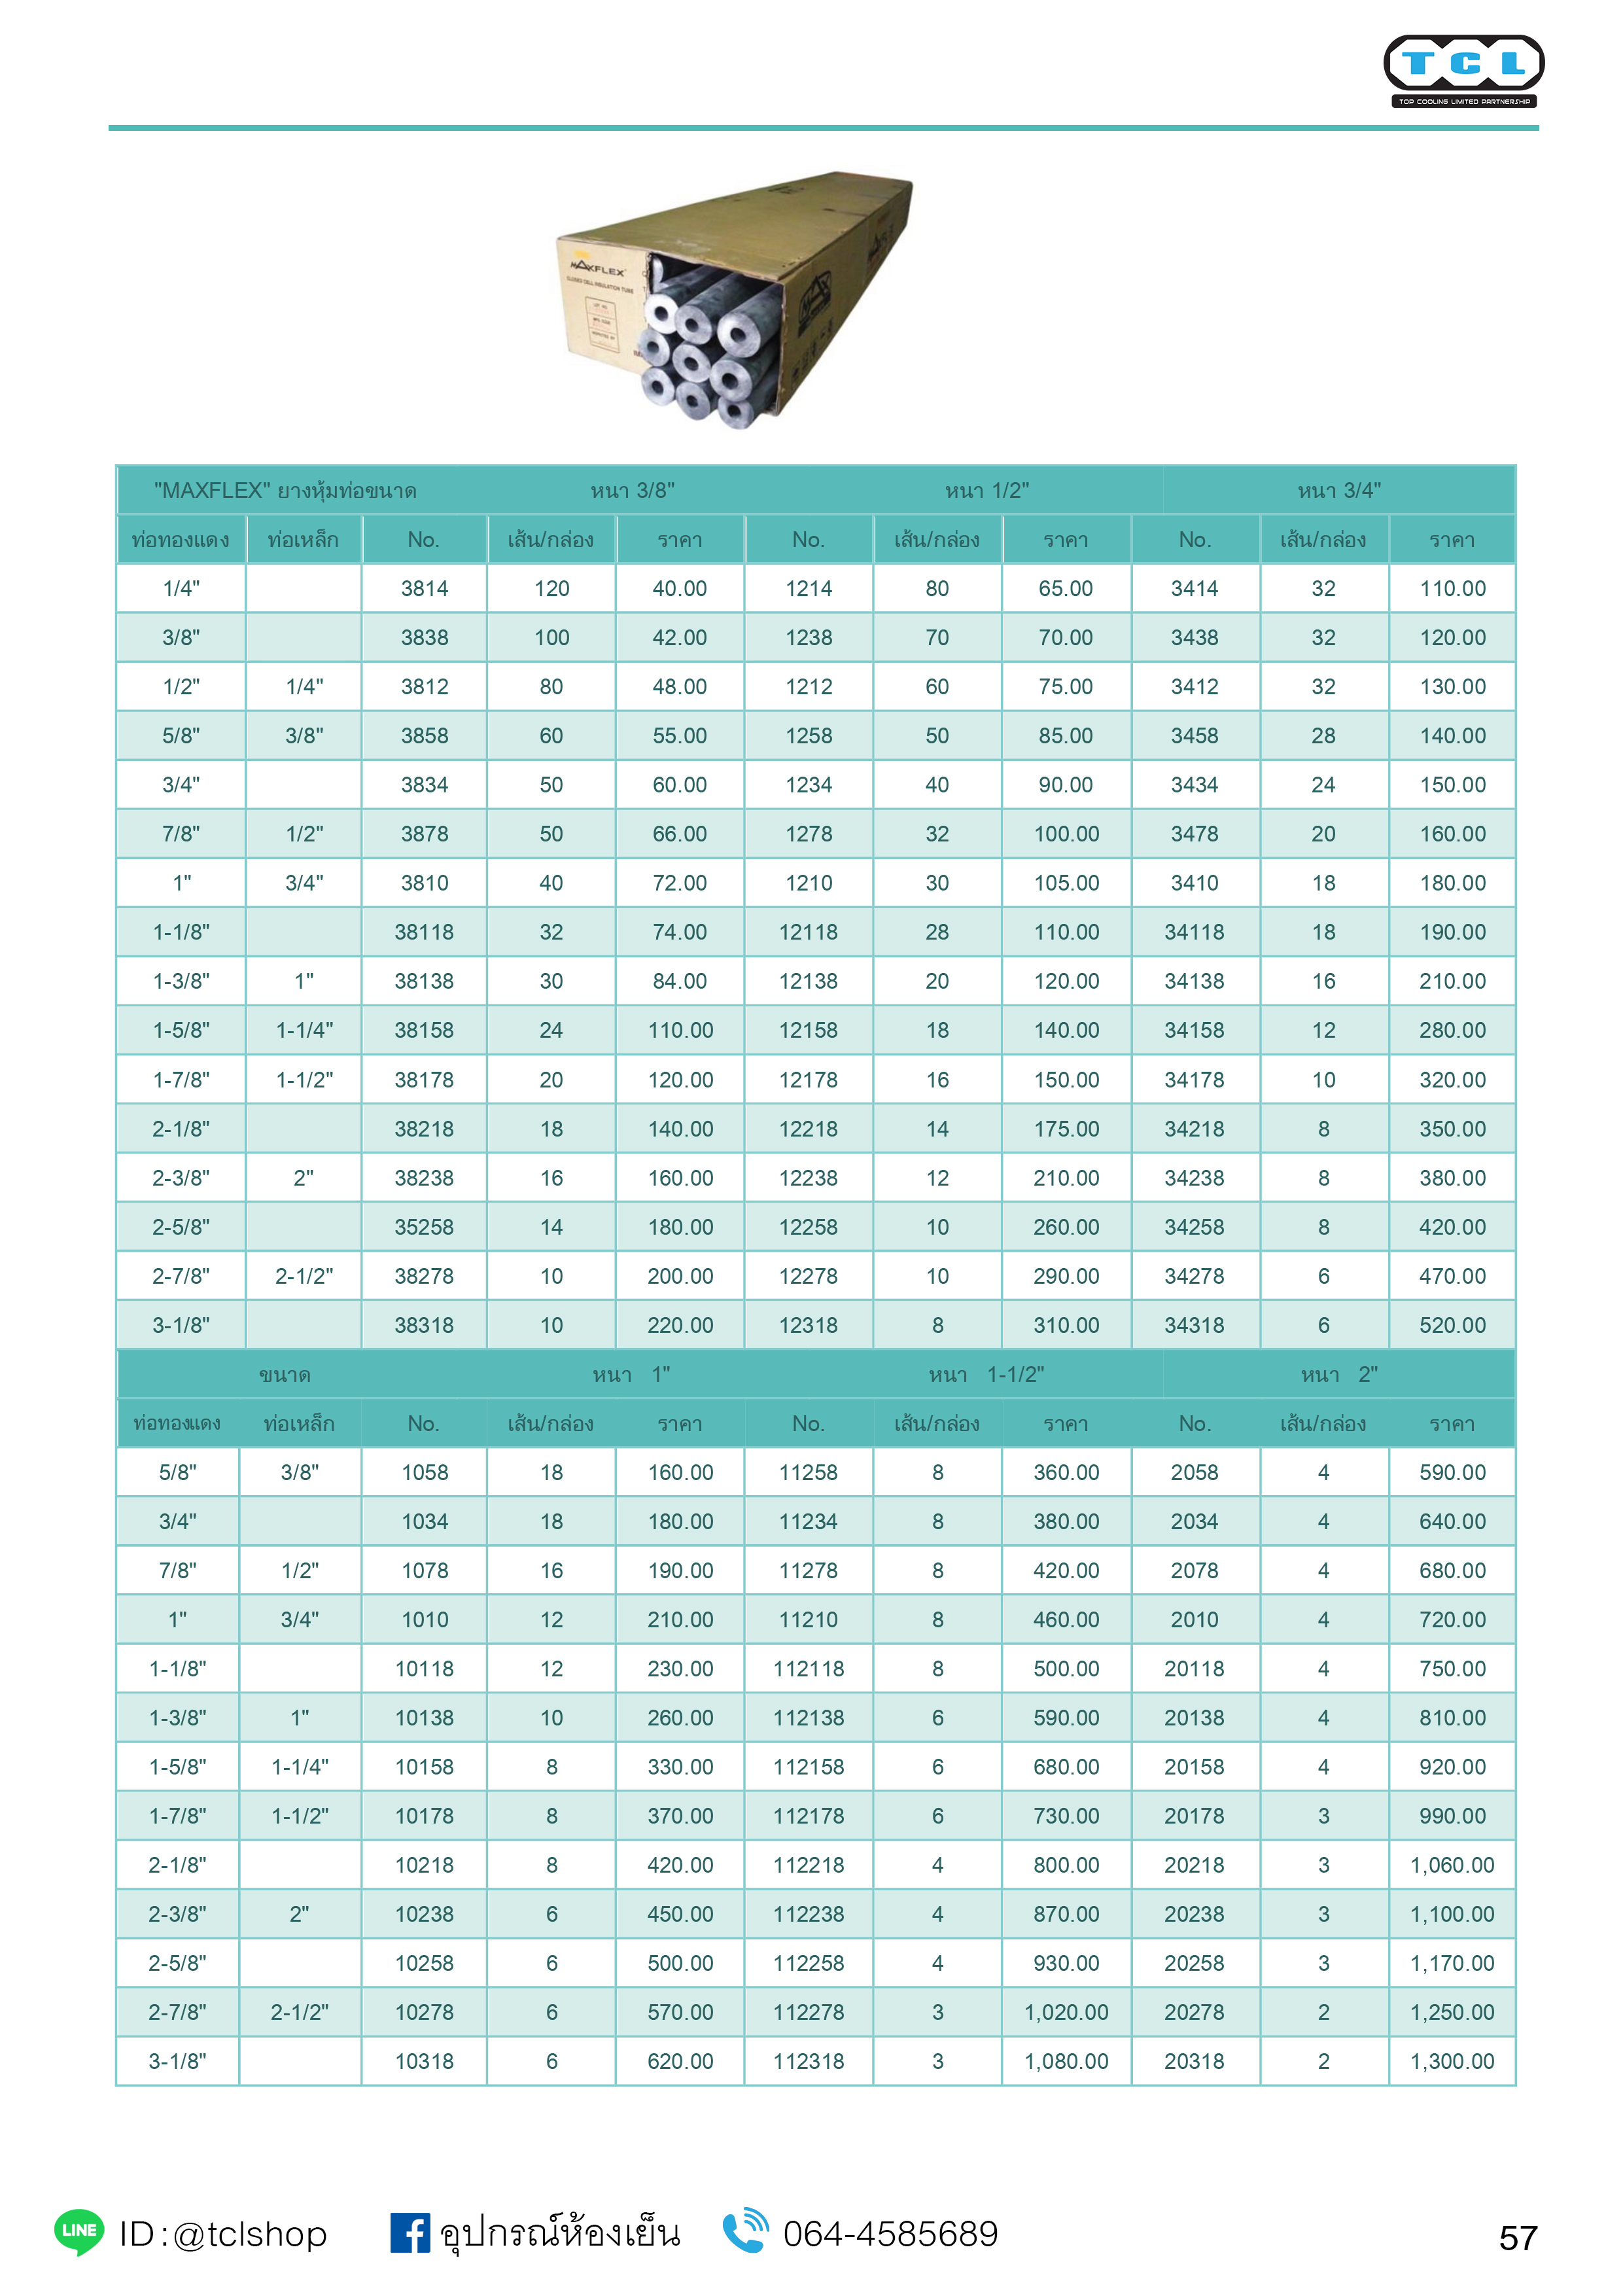 TCL
TOP COOLING LIMITED PARTNERSHIP
MAXFLEX
CLOSED CELL INSULATION TUBE
MAX
"MAXFLEX" ยางหุ้มท่อขนาด หนา 3/8" หนา 1/2" หนา 3/4"
ท่อทองแดง ท่อเหล็ก No. เส้น/กล่อง ราคา No. เส้น/กล่อง ราคา No. เส้น/กล่อง ราคา
1/4" 3814 120 40.00 1214 80 65.00 3414 32 110.00
3/8" 3838 100 42.00 1238 70 70.00 3438 32 120.00
1/2" 1/4" 3812 80 48.00 1212 60 75.00 3412 32 130.00
5/8" 3/8" 3858 60 55.00 1258 50 85.00 3458 28 140.00
3/4" 3834 50 60.00 1234 40 90.00 3434 24 150.00
7/8" 1/2" 3878 50 66.00 1278 32 100.00 3478 20 160.00
1" 3/4" 3810 40 72.00 1210 30 105.00 3410 18 180.00
1-1/8" 38118 32 74.00 12118 28 110.00 34118 18 190.00
1-3/8" 1" 38138 30 84.00 12138 20 120.00 34138 16 210.00
1-5/8" 1-1/4" 38158 24 110.00 12158 18 140.00 34158 12 280.00
1-7/8" 1-1/2" 38178 20 120.00 12178 16 150.00 34178 10 320.00
2-1/8" 38218 18 140.00 12218 14 175.00 34218 8 350.00
2-3/8" 2" 38238 16 160.00 12238 12 210.00 34238 8 380.00
2-5/8" 35258 14 180.00 12258 10 260.00 34258 8 420.00
2-7/8" 2-1/2" 38278 10 200.00 12278 10 290.00 34278 6 470.00
3-1/8" 38318 10 220.00 12318 8 310.00 34318 6 520.00
ขนาด หนา 1" หนา 1-1/2" หนา 2"
ท่อทองแดง ท่อเหล็ก No. เส้น/กล่อง ราคา No. เส้น/กล่อง ราคา No. เส้น/กล่อง ราคา
5/8" 3/8" 1058 18 160.00 11258 8 360.00 2058 4 590.00
3/4" 1034 18 180.00 11234 8 380.00 2034 4 640.00
7/8" 1/2" 1078 16 190.00 11278 8 420.00 2078 4 680.00
1" 3/4" 1010 12 210.00 11210 8 460.00 2010 4 720.00
1-1/8" 10118 12 230.00 112118 8 500.00 20118 4 750.00
1-3/8" 1" 10138 10 260.00 112138 6 590.00 20138 4 810.00
1-5/8" 1-1/4" 10158 8 330.00 112158 6 680.00 20158 4 920.00
1-7/8" 1-1/2" 10178 8 370.00 112178 6 730.00 20178 3 990.00
2-1/8" 10218 8 420.00 112218 4 800.00 20218 3 1,060.00
2-3/8" 2" 10238 6 450.00 112238 4 870.00 20238 3 1,100.00
2-5/8" 10258 6 500.00 112258 4 930.00 20258 3 1,170.00
2-7/8" 2-1/2" 10278 6 570.00 112278 3 1,020.00 20278 2 1,250.00
3-1/8" 10318 6 620.00 112318 3 1,080.00 20318 2 1,300.00
LINE ID : @tclshop f อุปกรณ์ห้องเย็น 064-4585689 57